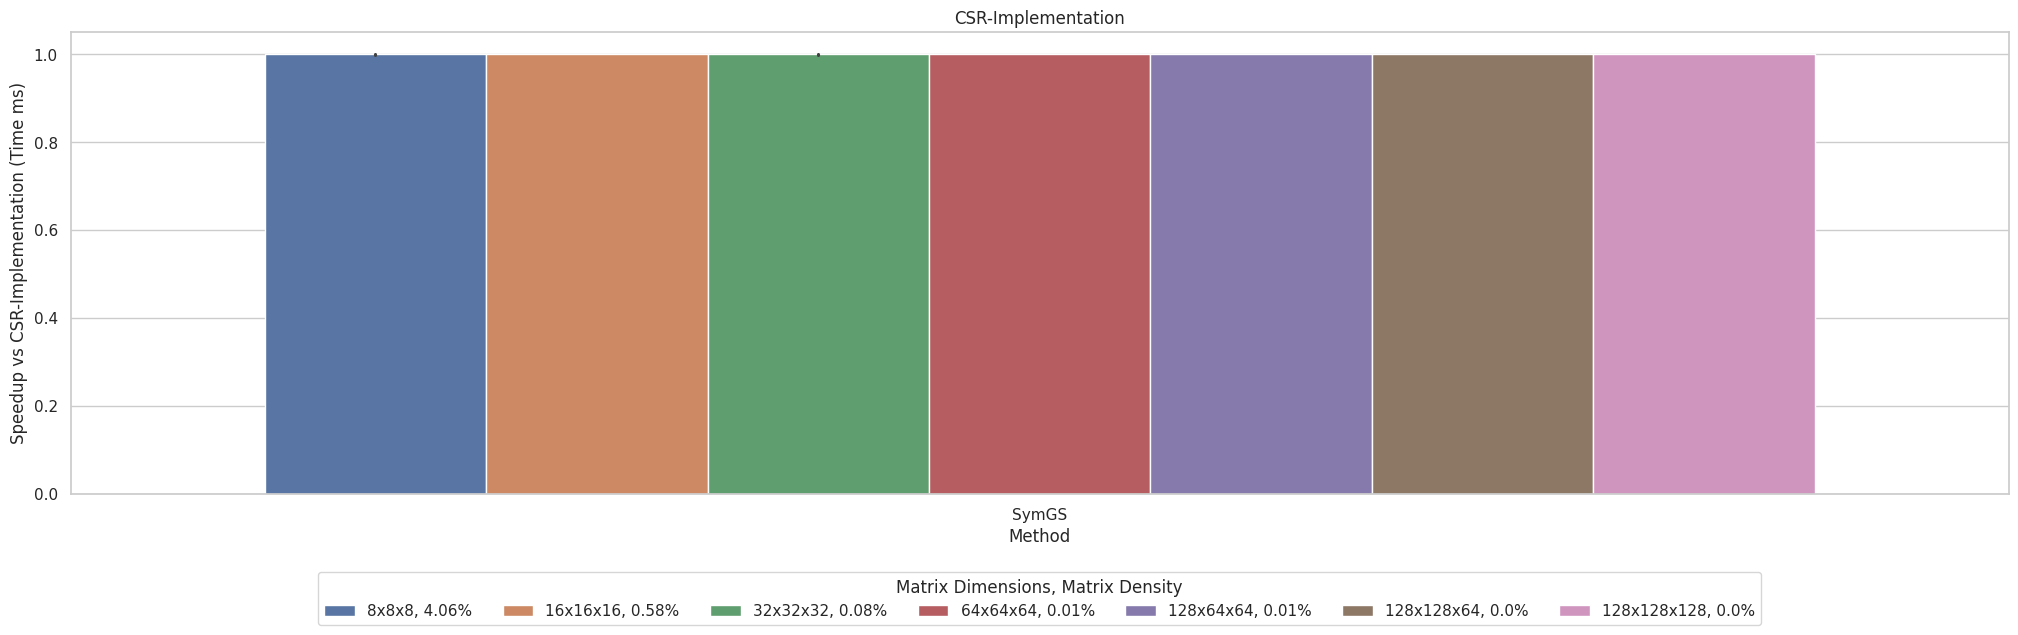 CSR-Implementation
Speedup vs CSR-Implementation (Time ms)
1.0
0.8
0.6
0.4
0.2
0.0
SymGS
Method
Matrix Dimensions, Matrix Density
8x8x8, 4.06% 16x16x16, 0.58% 32x32x32, 0.08% 64x64x64, 0.01% 128x64x64, 0.01% 128x128x64, 0.0% 128x128x128, 0.0%